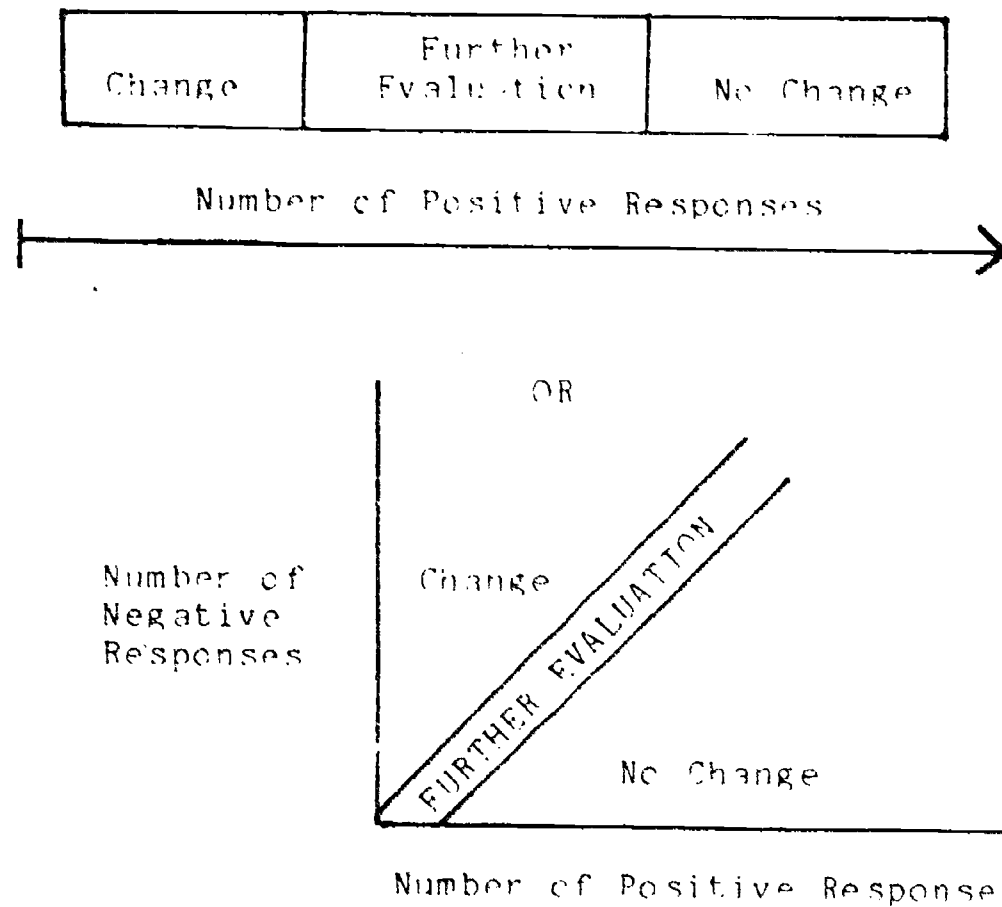 Change
Further
Evaluation
No Change
Number of Positive Responses
OR
Number of
Negative
Responses
Change
FURTHER EVALUATION
No Change
Number of Positive Response